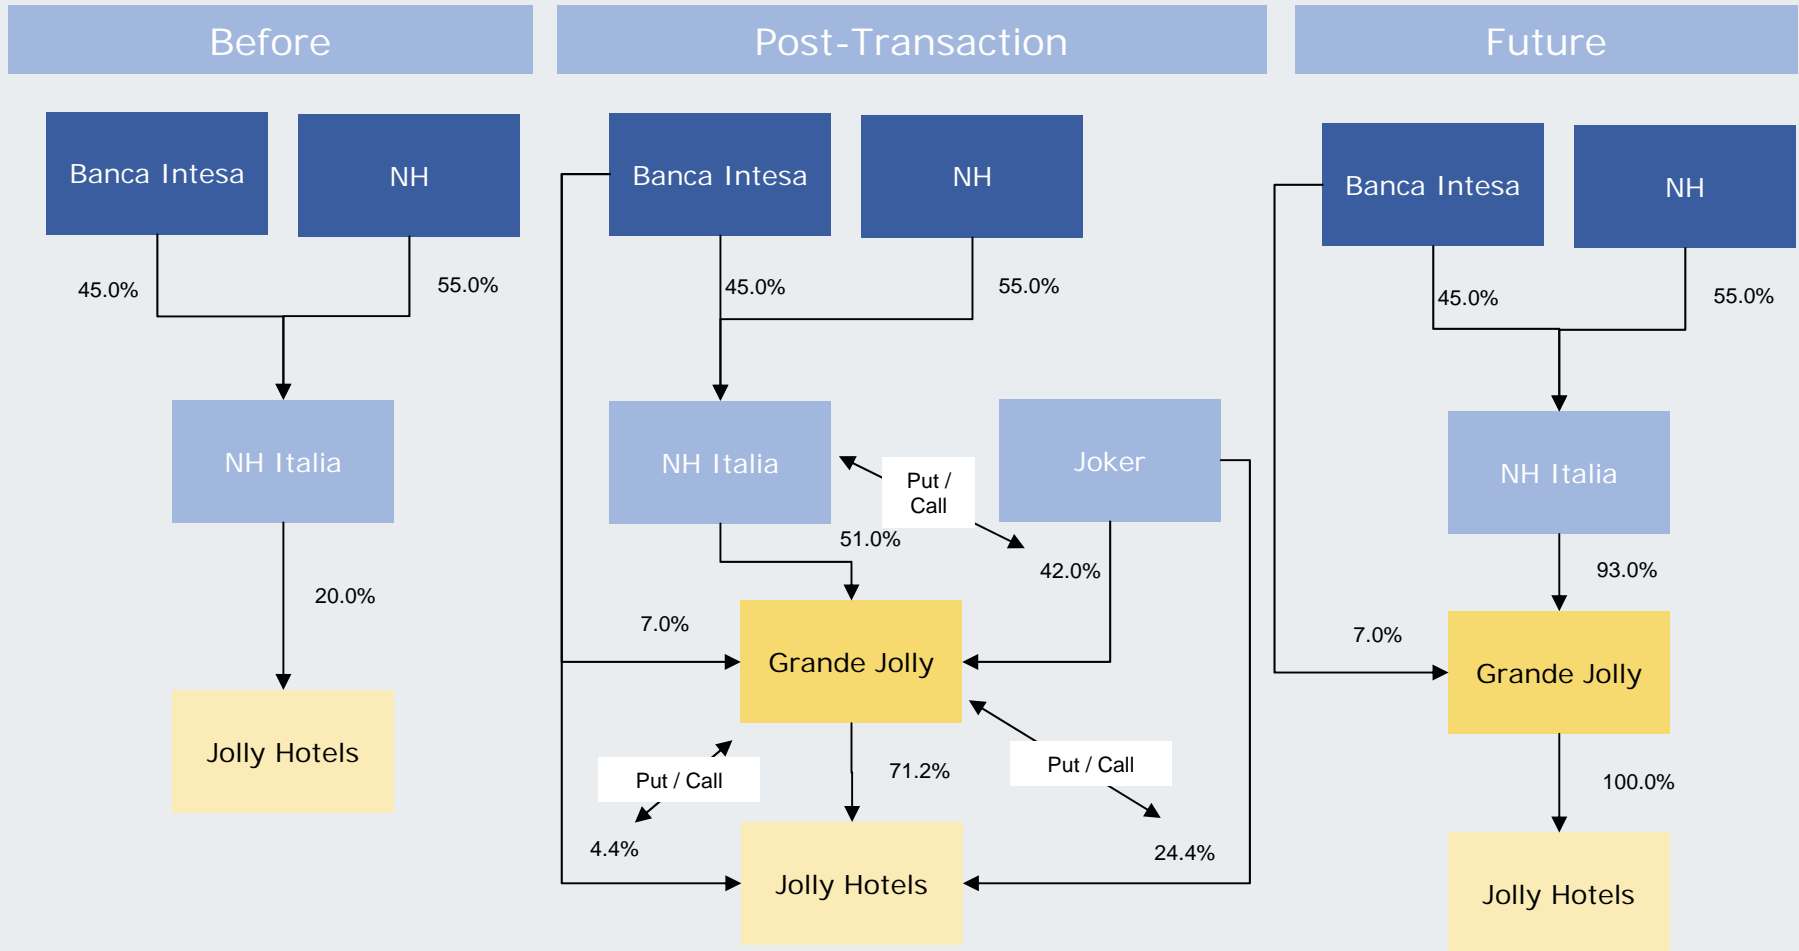 Before
Post-Transaction
Future
Banca Intesa
NH
45.0%
55.0%
NH Italia
20.0%
Jolly Hotels
Banca Intesa
NH
45.0%
55.0%
NH Italia
Joker
Put /
Call
51.0%
42.0%
7.0%
Grande Jolly
Put / Call
71.2%
Put / Call
4.4%
24.4%
Jolly Hotels
Banca Intesa
NH
45.0%
55.0%
NH Italia
93.0%
7.0%
Grande Jolly
100.0%
Jolly Hotels